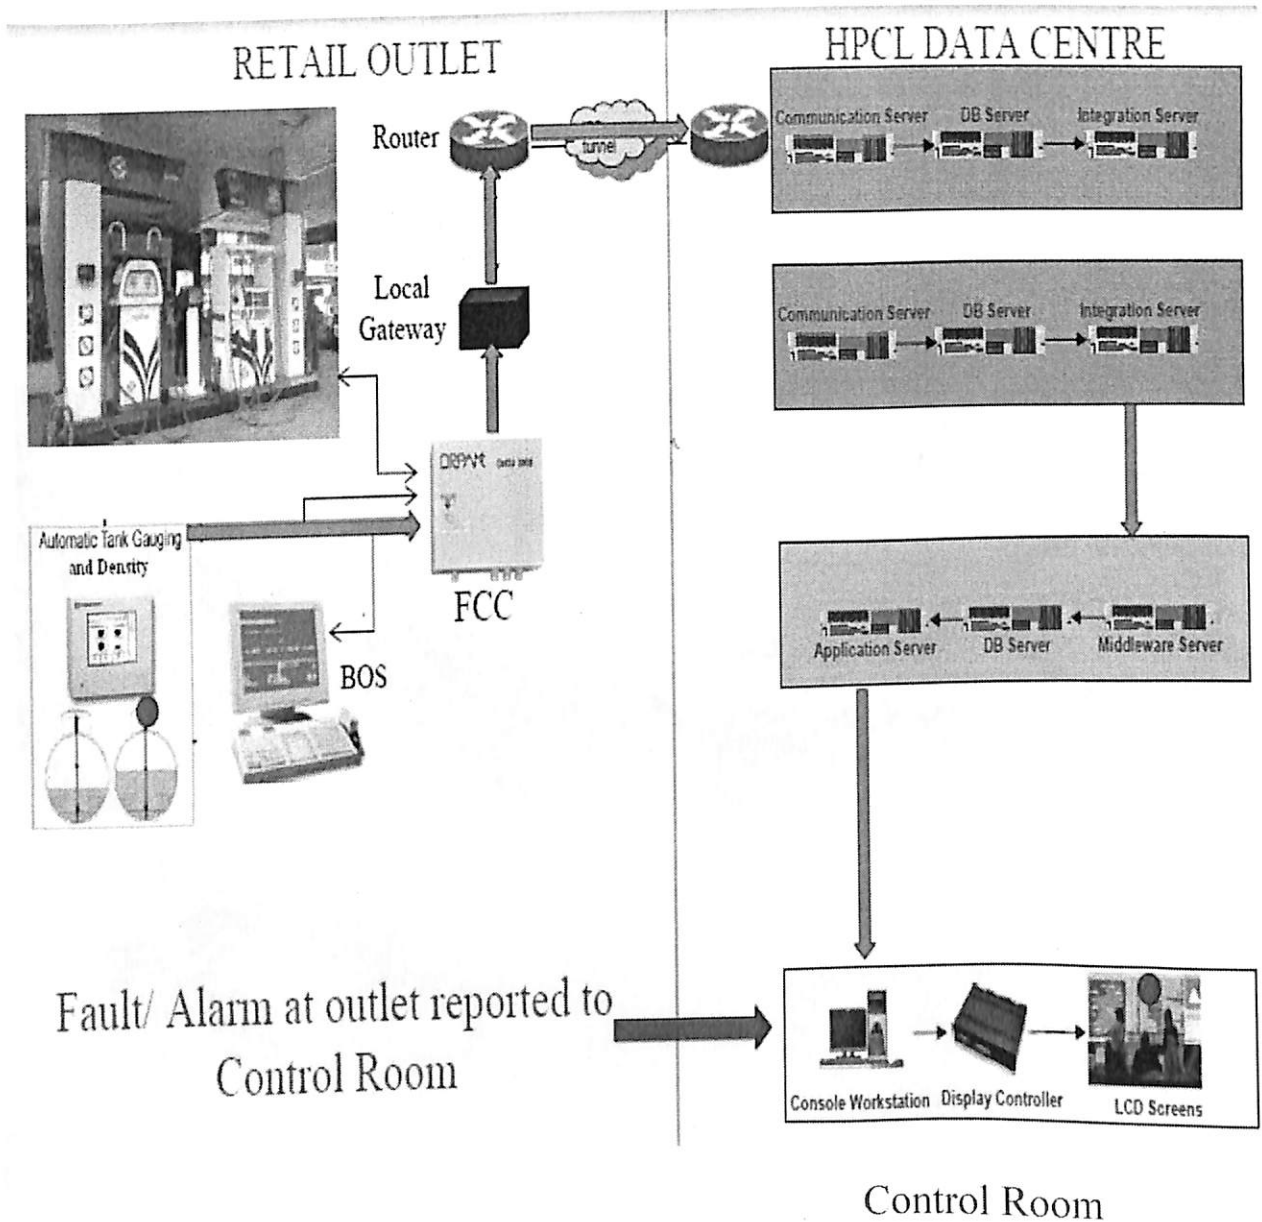 RETAIL OUTLET
HPCL DATA CENTRE
Router
tunnel
Communication Server
DB Server
Integration Server
Local
Gateway
Communication Server
DB Server
Integration Server
Automatic Tank Gauging
and Density
FCC
BOS
Application Server
DB Server
Middleware Server
Fault/ Alarm at outlet reported to
Control Room
Console Workstation
Display Controller
LCD Screens
Control Room